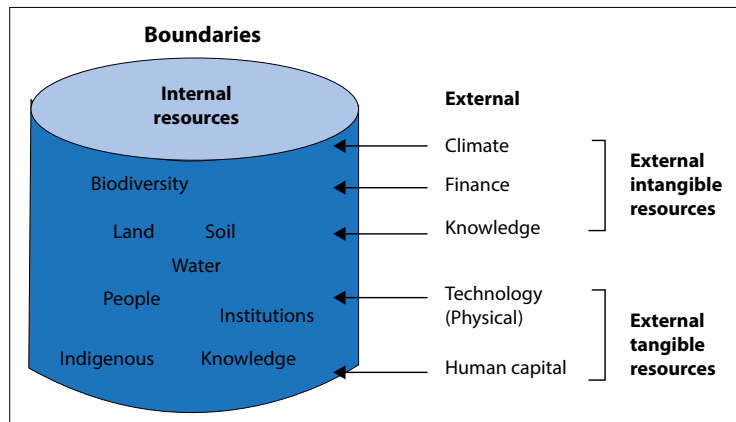 Boundaries
Internal
resources
Biodiversity
Land Soil
Water
People
Institutions
Indigenous Knowledge
External
Climate
Finance
Knowledge
Technology
(Physical)
Human capital
External
intangible
resources
External
tangible
resources